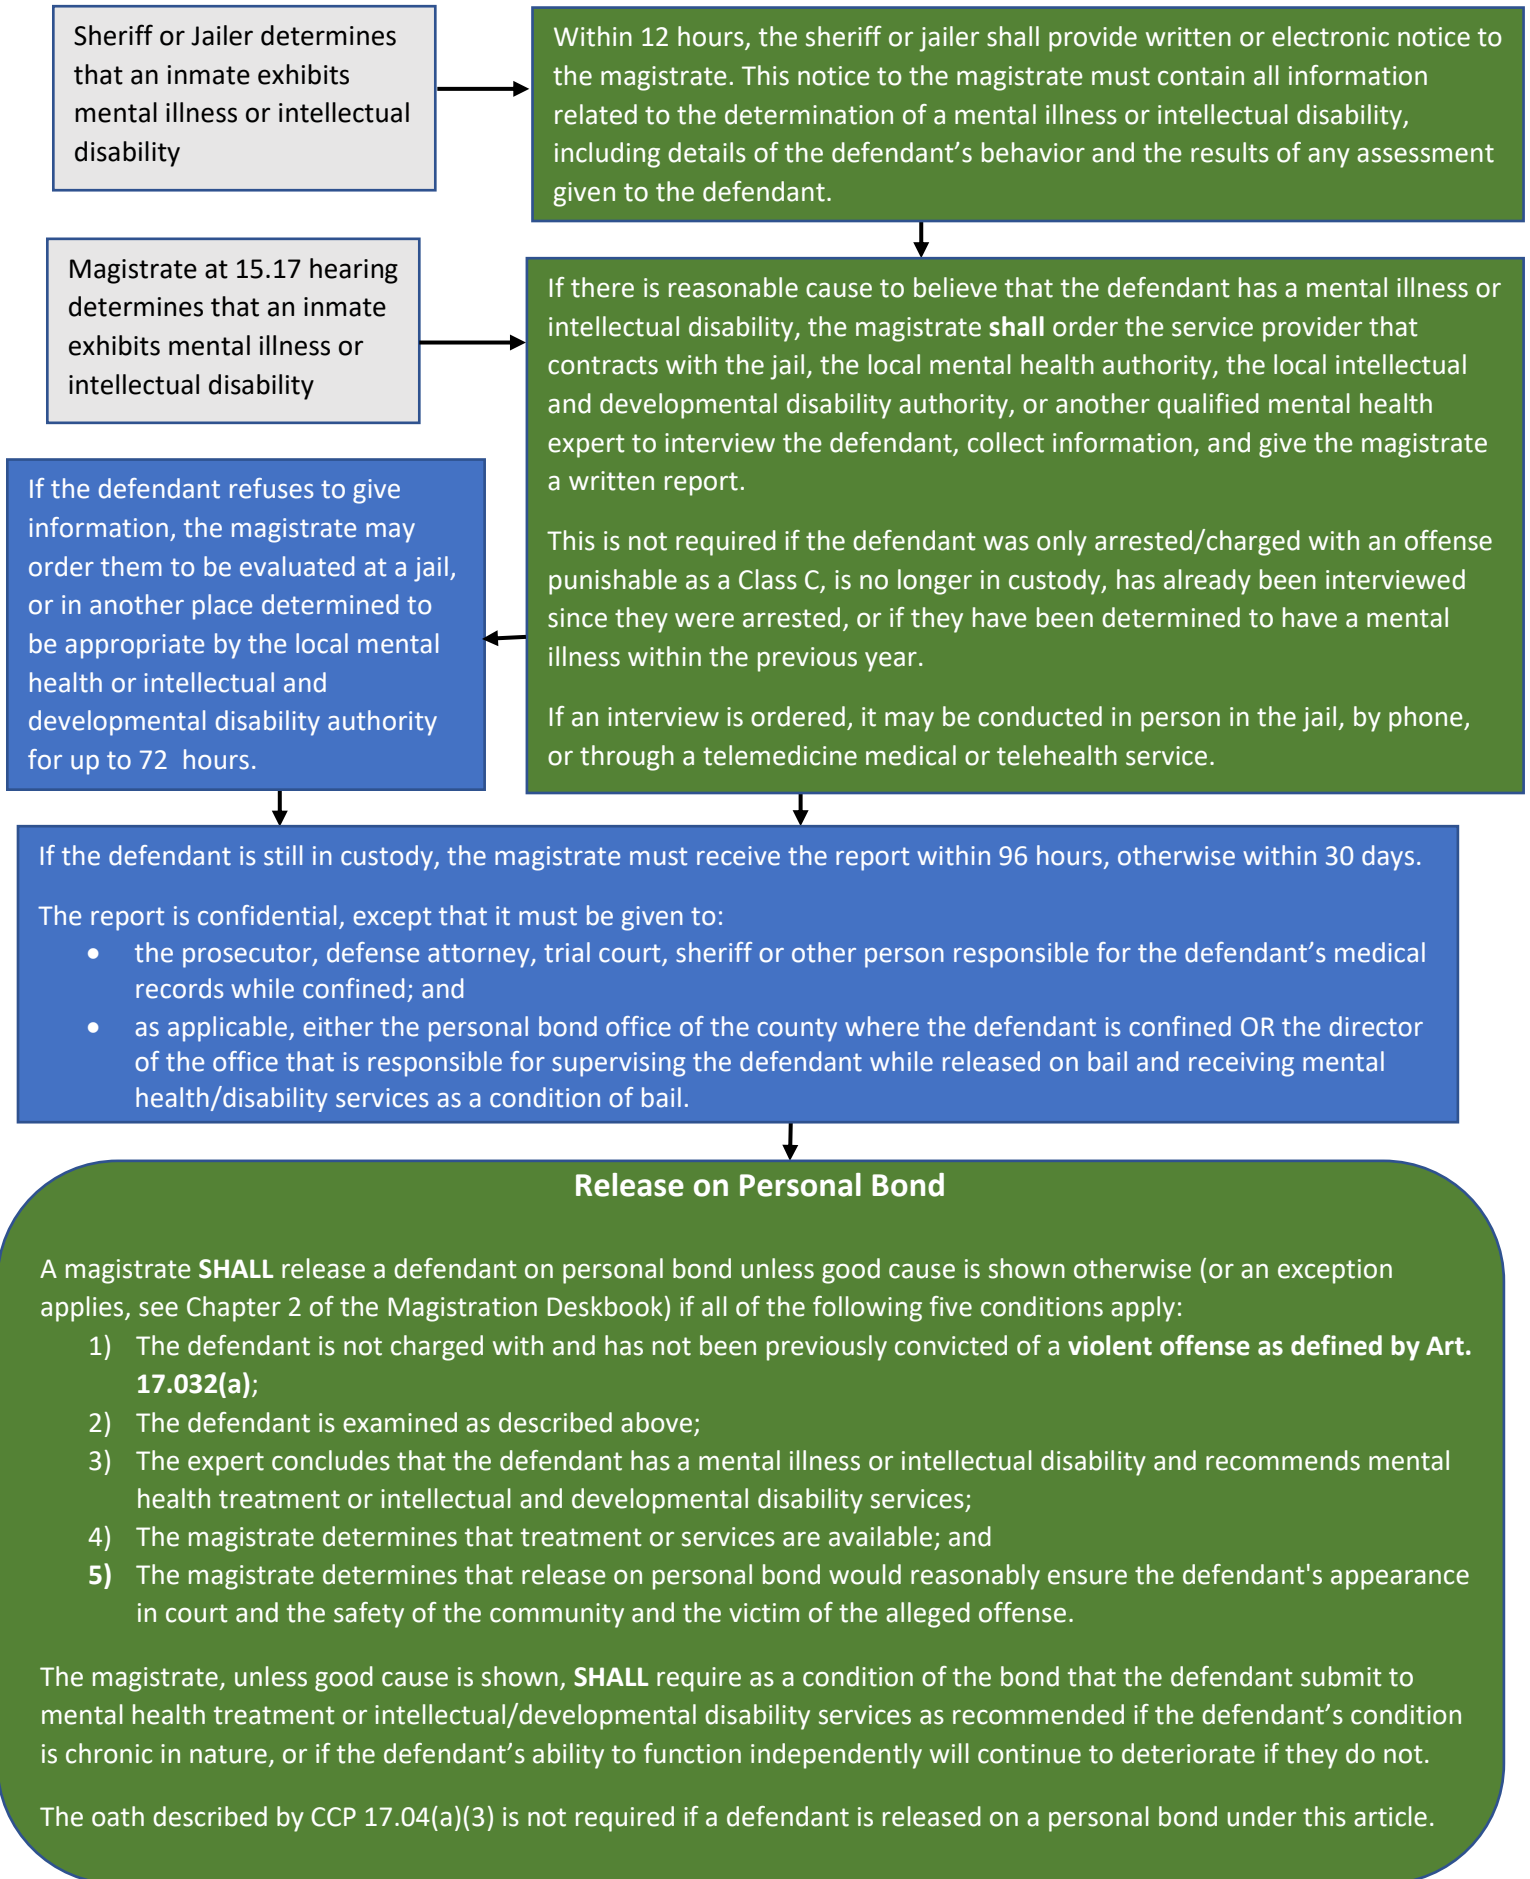 Sheriff or Jailer determines
that an inmate exhibits
mental illness or intellectual
disability
Within 12 hours, the sheriff or jailer shall provide written or electronic notice to
the magistrate. This notice to the magistrate must contain all information
related to the determination of a mental illness or intellectual disability,
including details of the defendant’s behavior and the results of any assessment
given to the defendant.
Magistrate at 15.17 hearing
determines that an inmate
exhibits mental illness or
intellectual disability
If there is reasonable cause to believe that the defendant has a mental illness or
intellectual disability, the magistrate shall order the service provider that
contracts with the jail, the local mental health authority, the local intellectual
and developmental disability authority, or another qualified mental health
expert to interview the defendant, collect information, and give the magistrate
a written report.
This is not required if the defendant was only arrested/charged with an offense
punishable as a Class C, is no longer in custody, has already been interviewed
since they were arrested, or if they have been determined to have a mental
illness within the previous year.
If an interview is ordered, it may be conducted in person in the jail, by phone,
or through a telemedicine medical or telehealth service.
If the defendant refuses to give
information, the magistrate may
order them to be evaluated at a jail,
or in another place determined to
be appropriate by the local mental
health or intellectual and
developmental disability authority
for up to 72 hours.
If the defendant is still in custody, the magistrate must receive the report within 96 hours, otherwise within 30 days.
The report is confidential, except that it must be given to:
• the prosecutor, defense attorney, trial court, sheriff or other person responsible for the defendant’s medical
records while confined; and
• as applicable, either the personal bond office of the county where the defendant is confined OR the director
of the office that is responsible for supervising the defendant while released on bail and receiving mental
health/disability services as a condition of bail.
Release on Personal Bond
A magistrate SHALL release a defendant on personal bond unless good cause is shown otherwise (or an exception
applies, see Chapter 2 of the Magistration Deskbook) if all of the following five conditions apply:
1) The defendant is not charged with and has not been previously convicted of a violent offense as defined by Art.
17.032(a);
2) The defendant is examined as described above;
3) The expert concludes that the defendant has a mental illness or intellectual disability and recommends mental
health treatment or intellectual and developmental disability services;
4) The magistrate determines that treatment or services are available; and
5) The magistrate determines that release on personal bond would reasonably ensure the defendant's appearance
in court and the safety of the community and the victim of the alleged offense.
The magistrate, unless good cause is shown, SHALL require as a condition of the bond that the defendant submit to
mental health treatment or intellectual/developmental disability services as recommended if the defendant’s condition
is chronic in nature, or if the defendant’s ability to function independently will continue to deteriorate if they do not.
The oath described by CCP 17.04(a)(3) is not required if a defendant is released on a personal bond under this article.